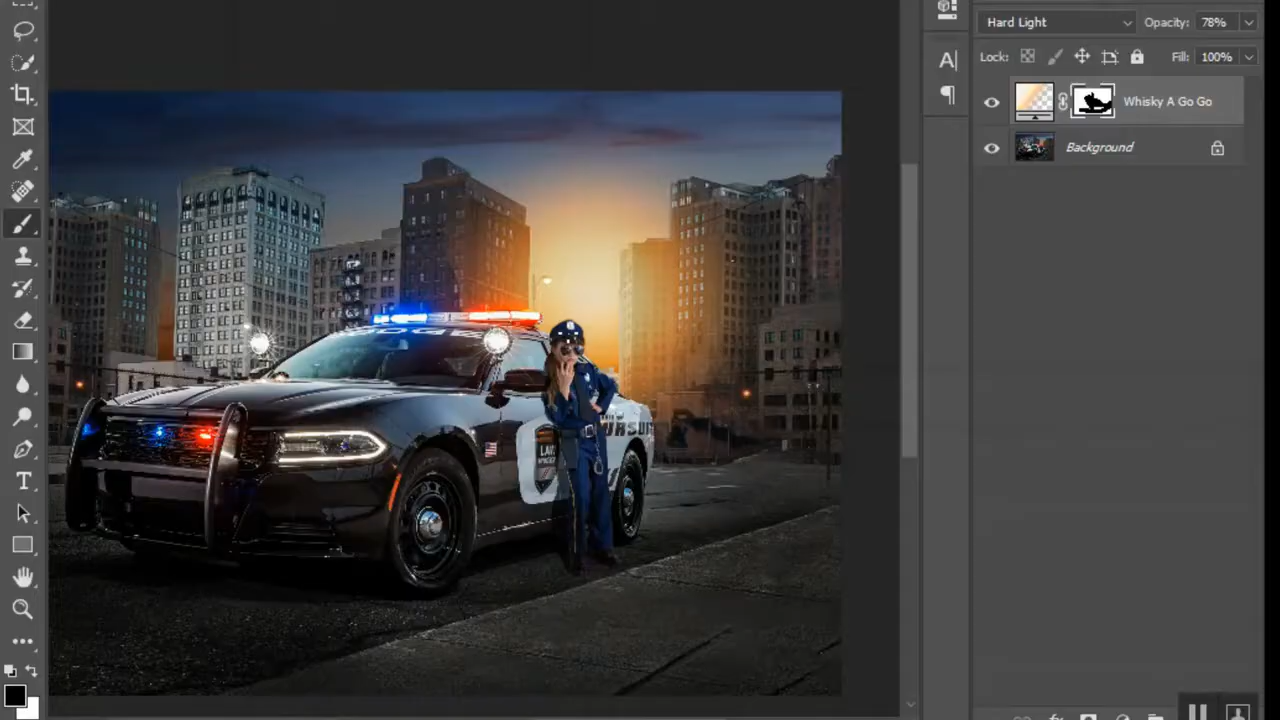 Hard Light
Opacity: 78%
Lock:
Fill: 100%
Whisky A Go Go
Background